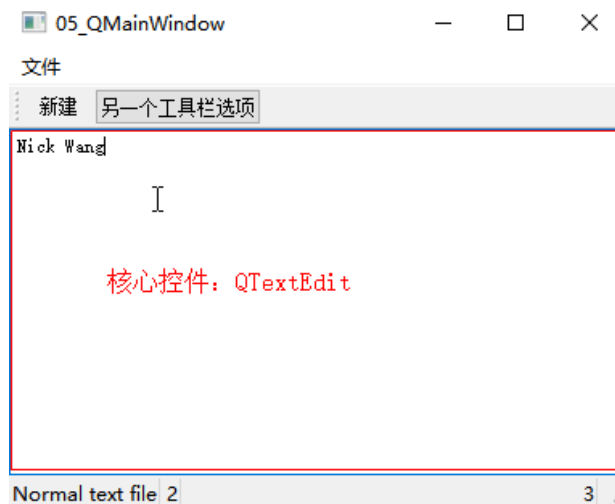 05_QMainWindow
文件
新建 另一个工具栏选项
Nick Wang
核心控件：QTextEdit
Normal text file 2 3